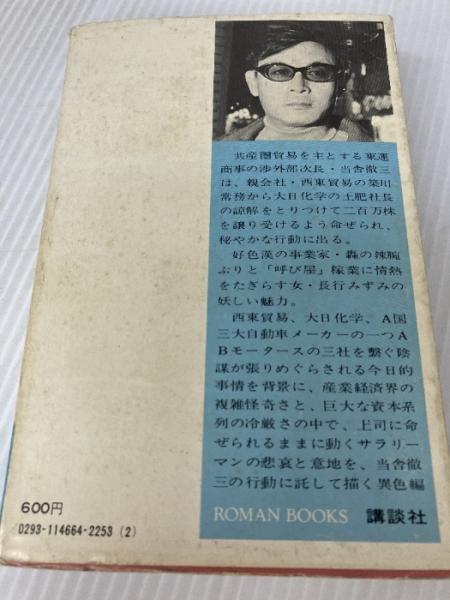 共産圏貿易を主とする東運
商事の渉外部次長・当舎徹三
は、親会社・西東貿易の簗川
常務から大日化学の土肥社長
の諒解をとりつけて二百万株
を譲り受けるよう命ぜられ、
秘やかな行動に出る。
好色漢の事業家・轟の辣腕
ぶりと「呼び屋」稼業に情熱
をたぎらす女・長行みずみの
妖しい魅力。
西東貿易、大日化学、A国
三大自動車メーカーの一つA
Bモータースの三社を繫ぐ陰
謀が張りめぐらされる今日的
事情を背景に、産業経済界の
複雑怪奇さと、巨大な資本系
列の冷厳さの中で、上司に命
ぜられるままに動くサラリー
マンの悲哀と意地を、当舎徹
三の行動に託して描く異色編
600円
0293-114664-2253 (2)
ROMAN BOOKS 講談社